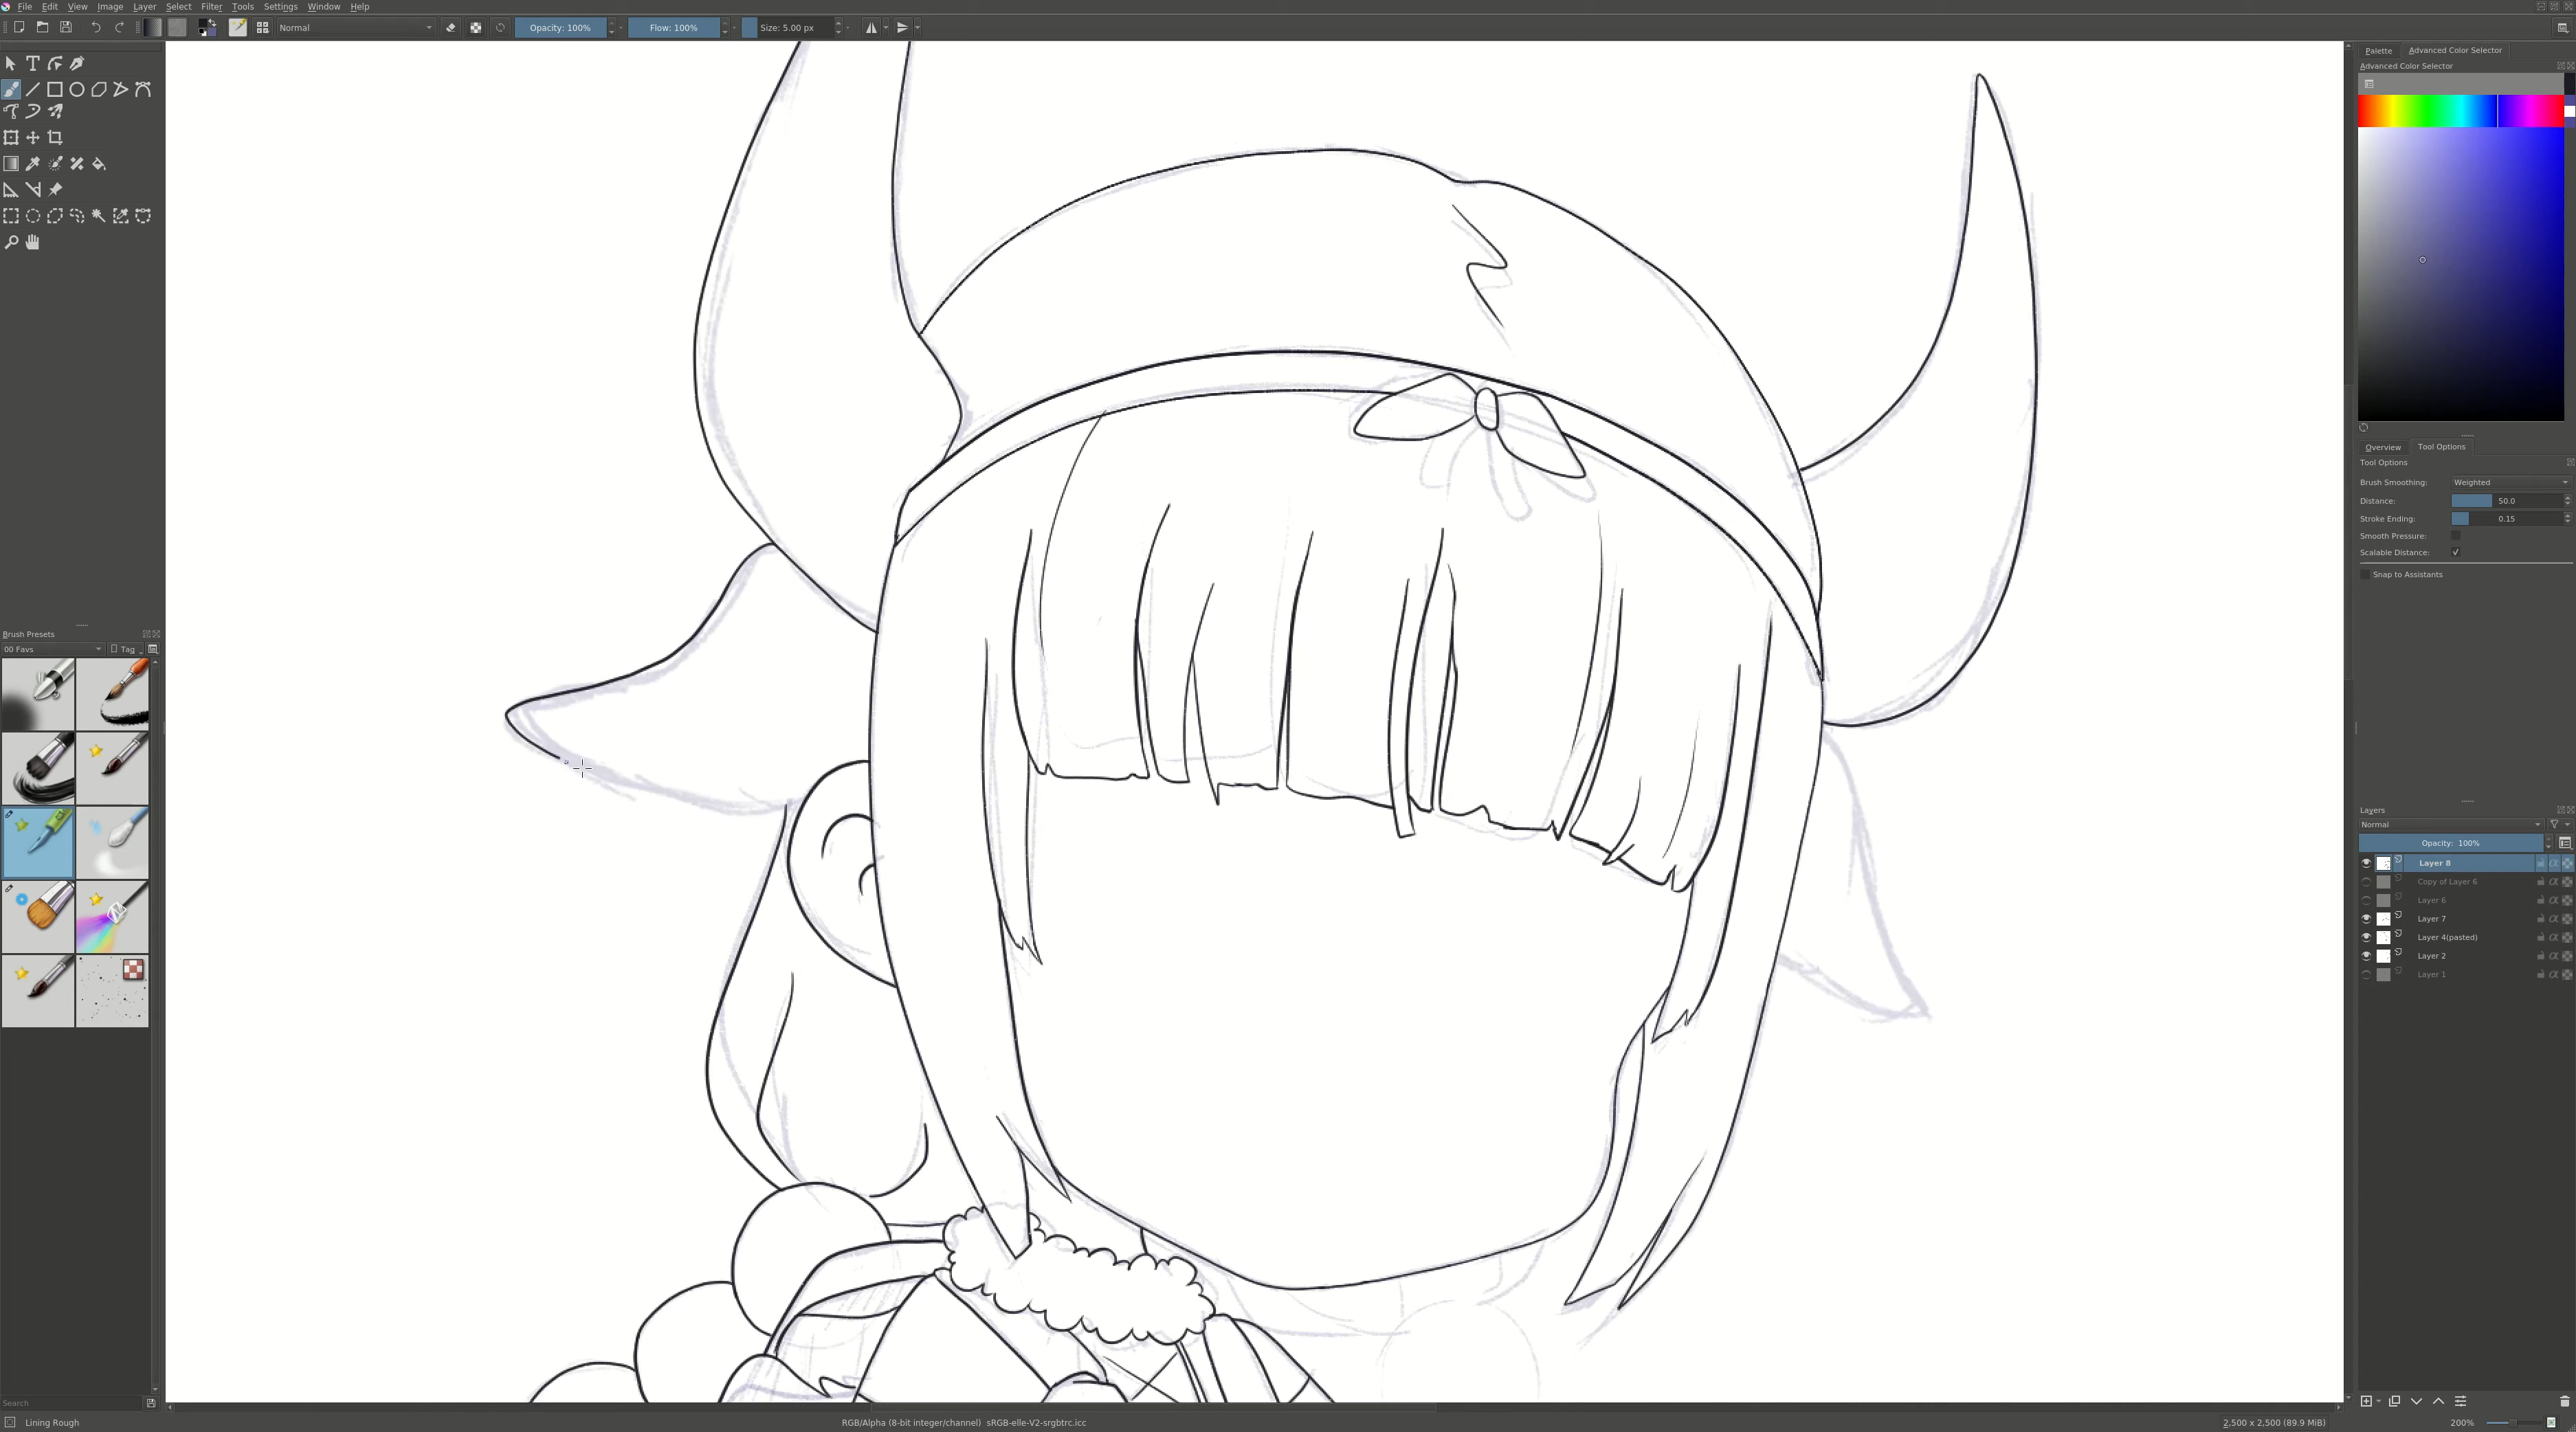 File Edit View Image Layer Select Filter Tools Settings Window Help
Normal Opacity: 100% Flow: 100% Size: 5.00 px
Palette Advanced Color Selector
Advanced Color Selector
Overview Tool Options
Tool Options
Brush Smoothing: Weighted
Distance: 50.0
Stroke Ending: 0.15
Smooth Pressure:
Scalable Distance:
Snap to Assistants
Brush Presets
00 Favs Tag
Layers
Normal
Opacity: 100%
Layer 8
Copy of Layer 6
Layer 6
Layer 7
Layer 4(pasted)
Layer 2
Layer 1
Search
Lining Rough RGB/Alpha (8-bit integer/channel) sRGB-elle-V2-srgbtrc.icc 2,500 x 2,500 (89.9 MiB) 200%